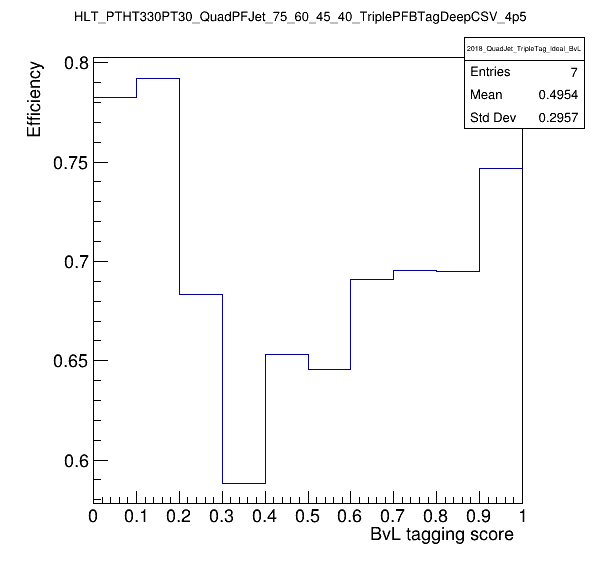 HLT_PTHT330PT30_QuadPFJet_75_60_45_40_TriplePFBTagDeepCSV_4p5
2018_QuadJet_TripleTag_Ideal_BvL
Entries 7
Mean 0.4954
Std Dev 0.2957
Efficiency
0.8
0.75
0.7
0.65
0.6
0 0.1 0.2 0.3 0.4 0.5 0.6 0.7 0.8 0.9 1
BvL tagging score